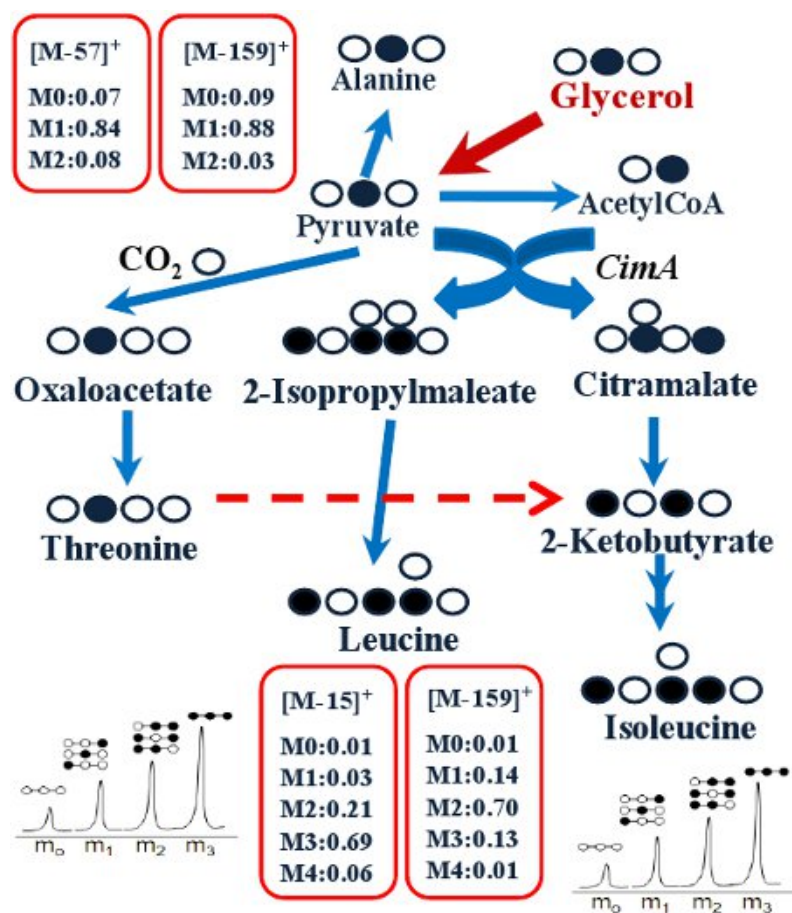 [M-57]+
M0:0.07
M1:0.84
M2:0.08
[M-159]+
M0:0.09
M1:0.88
M2:0.03
Alanine
Glycerol
Pyruvate
AcetylCoA
CO2
CimA
Oxaloacetate
2-Isopropylmaleate
Citramalate
Threonine
2-Ketobutyrate
Leucine
Isoleucine
[M-15]+
M0:0.01
M1:0.03
M2:0.21
M3:0.69
M4:0.06
[M-159]+
M0:0.01
M1:0.14
M2:0.70
M3:0.13
M4:0.01
mo m1 m2 m3
mo m1 m2 m3